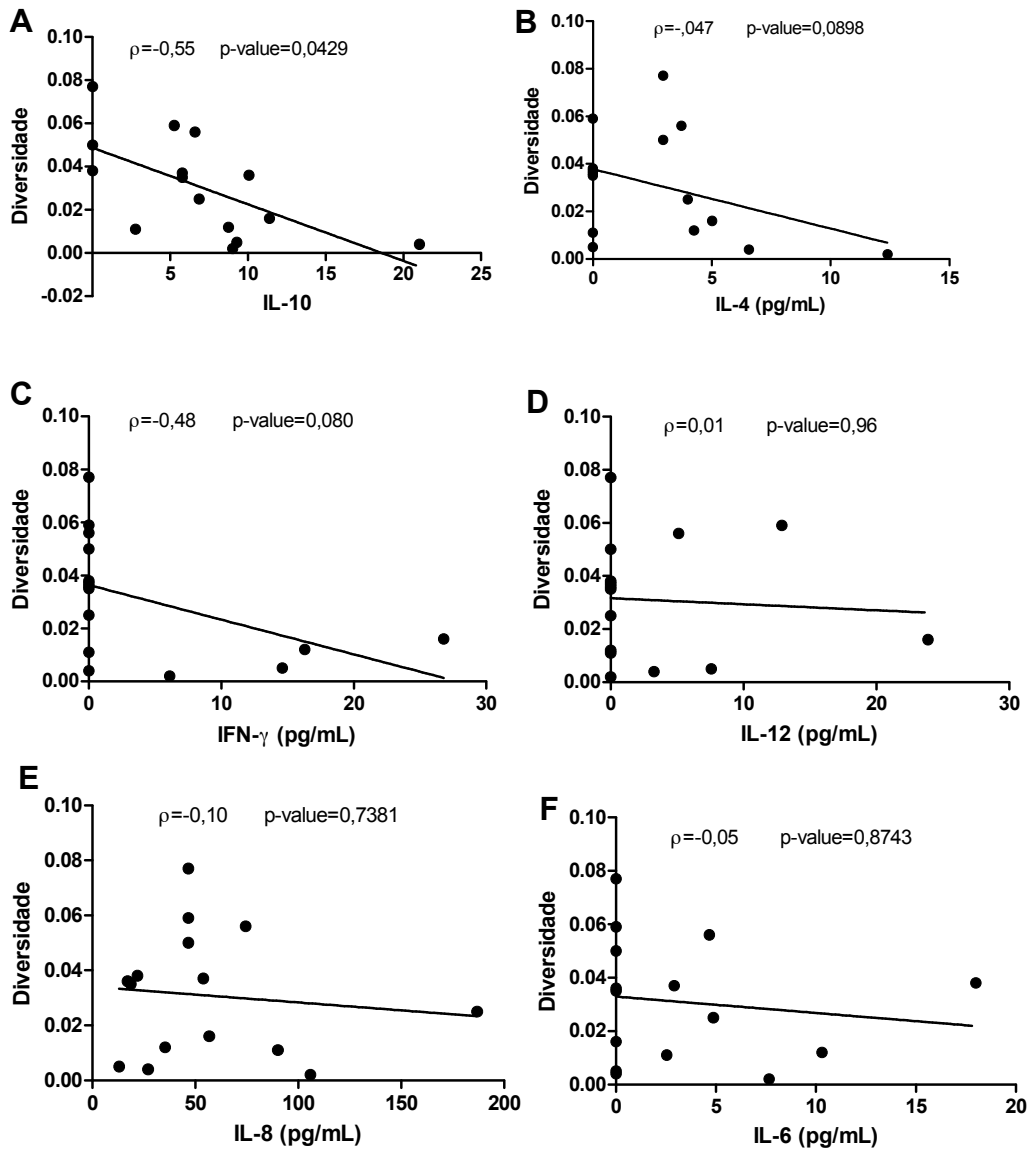 A
ρ=-0,55 p-value=0,0429
0.10
0.08
0.06
0.04
0.02
0.00
-0.02
Diversidade
5 10 15 20 25
IL-10
B
ρ=-,047 p-value=0,0898
0.10
0.08
0.06
0.04
0.02
0.00
Diversidade
0 5 10 15
IL-4 (pg/mL)
C
ρ=-0,48 p-value=0,080
0.10
0.08
0.06
0.04
0.02
0.00
Diversidade
0 10 20 30
IFN-γ (pg/mL)
D
ρ=0,01 p-value=0,96
0.10
0.08
0.06
0.04
0.02
0.00
Diversidade
0 10 20 30
IL-12 (pg/mL)
E
ρ=-0,10 p-value=0,7381
0.10
0.08
0.06
0.04
0.02
0.00
Diversidade
0 50 100 150 200
IL-8 (pg/mL)
F
ρ=-0,05 p-value=0,8743
0.10
0.08
0.06
0.04
0.02
0.00
Diversidade
0 5 10 15 20
IL-6 (pg/mL)